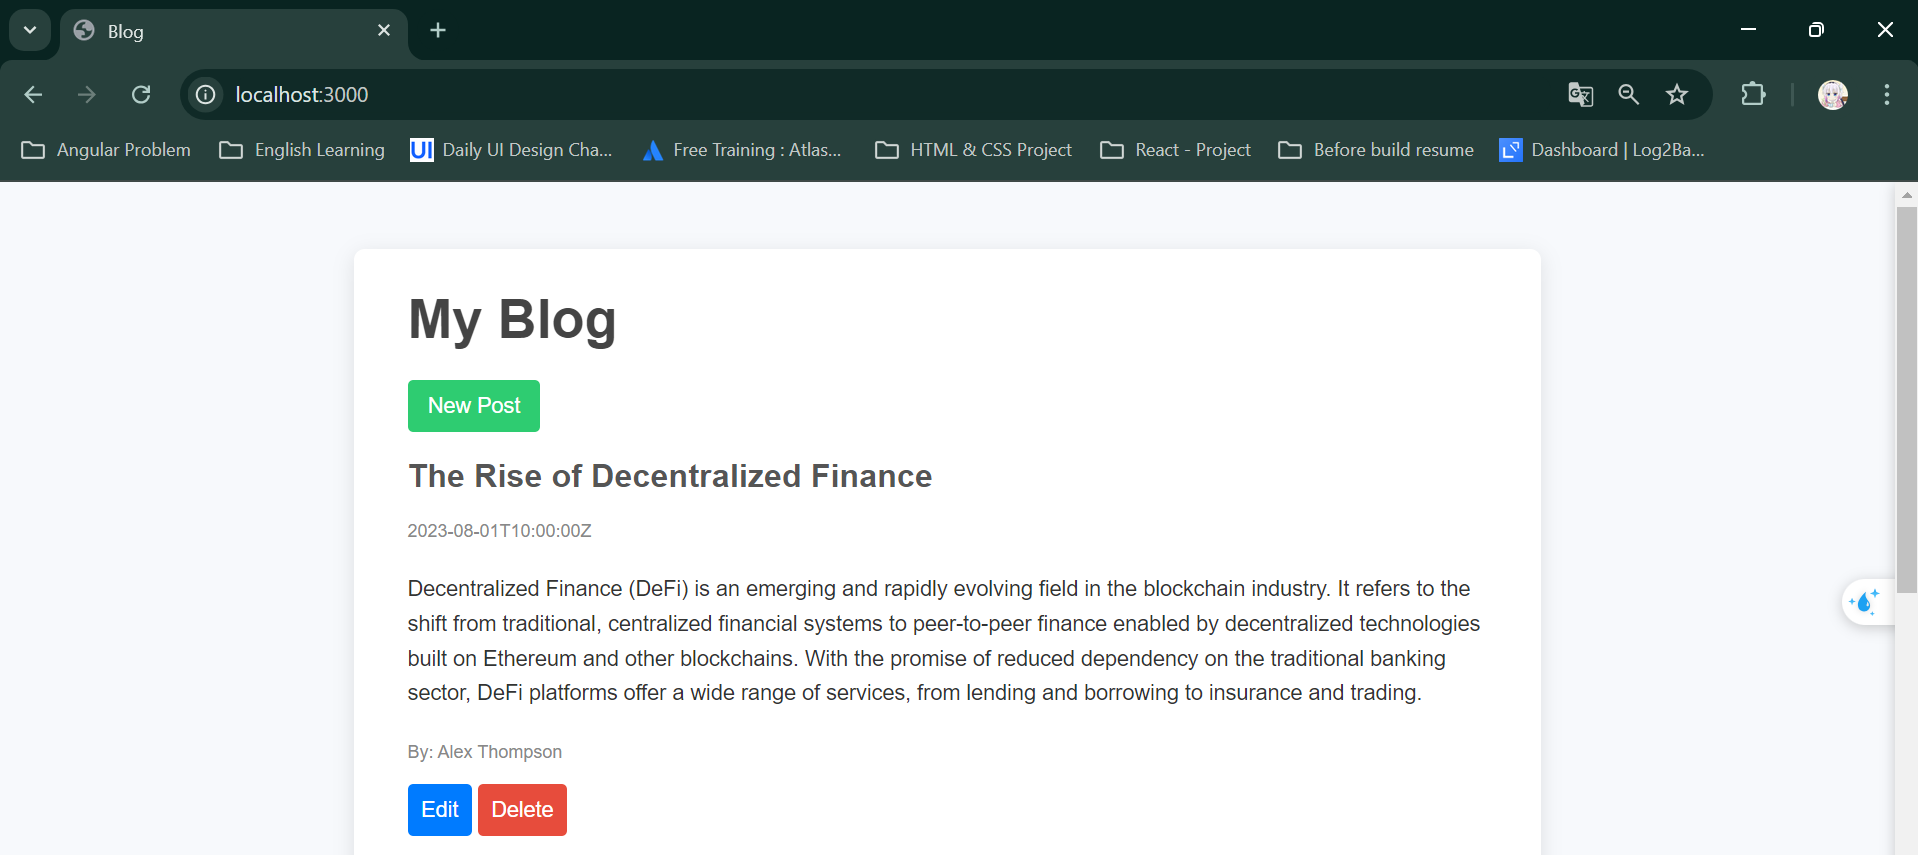 Blog
localhost:3000
Angular Problem English Learning UI Daily UI Design Cha... Free Training : Atlas... HTML & CSS Project React - Project Before build resume Dashboard | Log2Ba...
My Blog
New Post
The Rise of Decentralized Finance
2023-08-01T10:00:00Z
Decentralized Finance (DeFi) is an emerging and rapidly evolving field in the blockchain industry. It refers to the
shift from traditional, centralized financial systems to peer-to-peer finance enabled by decentralized technologies
built on Ethereum and other blockchains. With the promise of reduced dependency on the traditional banking
sector, DeFi platforms offer a wide range of services, from lending and borrowing to insurance and trading.
By: Alex Thompson
Edit Delete